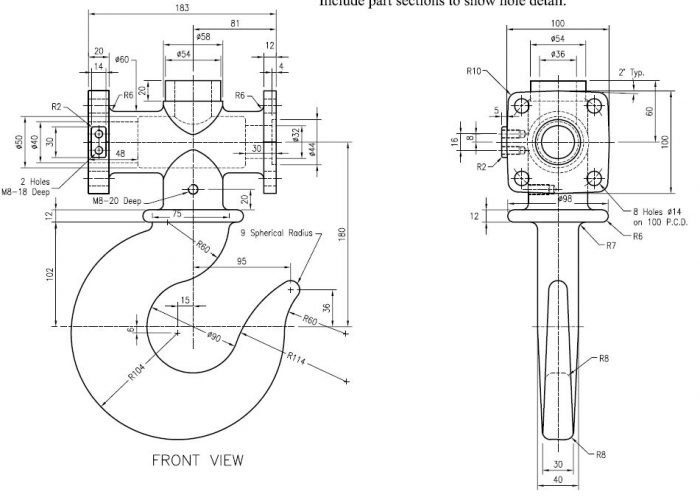 Include part sections to show hole detail.
183
81
20
14
ø60
ø58
ø54
12
4
R6
20
R6
R2
ø50
ø40
30
48
30
ø32
ø44
2 Holes
M8-18 Deep
M8-20 Deep
20
12
75
9 Spherical Radius
R60
95
180
102
15
6
ø90
36
R60
R104
R114
FRONT VIEW
100
ø54
ø36
R10
2° Typ.
5
60
16
18
R2
100
ø98
8 Holes ø14
on 100 P.C.D.
12
R6
R7
R8
R8
30
40